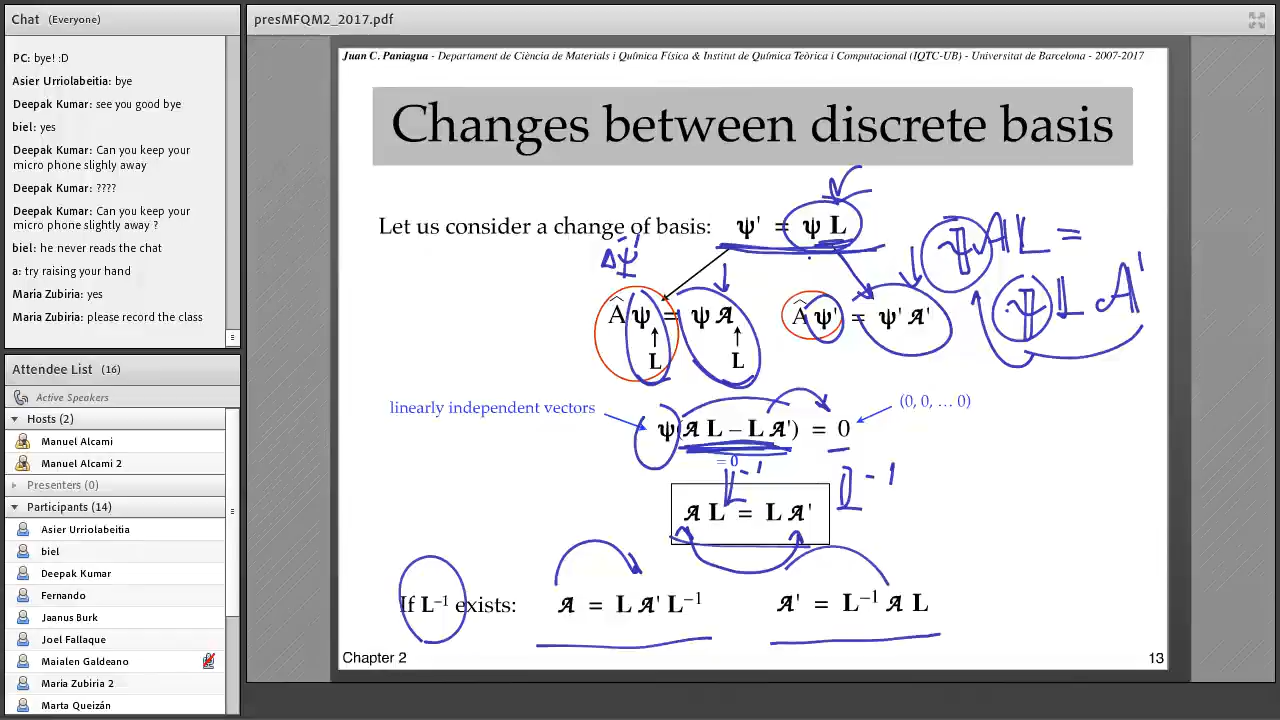 Chat (Everyone)
PC: bye! :D
Asier Urriolabeitia: bye
Deepak Kumar: see you good bye
biel: yes
Deepak Kumar: Can you keep your
micro phone slighly away
Deepak Kumar: ????
Deepak Kumar: Can you keep your
micro phone slighly away ?
biel: he never reads the chat
a: try raising your hand
Maria Zubiria: yes
Maria Zubiria: please record the class
Attendee List (16)
Active Speakers
Hosts (2)
Manuel Alcami
Manuel Alcami 2
Presenters (0)
Participants (14)
Asier Urriolabeitia
biel
Deepak Kumar
Fernando
Jaanus Burk
Joel Fallaque
Maialen Galdeano
Maria Zubiria 2
Marta Queizán
presMFQM2_2017.pdf
Juan C. Paniagua - Departament de Ciència de Materials i Química Física & Institut de Química Teòrica i Computacional (IQTC-UB) - Universitat de Barcelona - 2007-2017
Changes between discrete basis
Let us consider a change of basis: ψ' = ψ L
ψ A L =
ψ L A'
Â ψ = ψ A
↑ ↑
L L
Â ψ' = ψ' A'
linearly independent vectors
ψ(A L – L A') = 0
(0, 0, … 0)
= 0
L⁻¹
L⁻¹
A L = L A'
If L⁻¹ exists: A = L A' L⁻¹ A' = L⁻¹ A L
Chapter 2
13